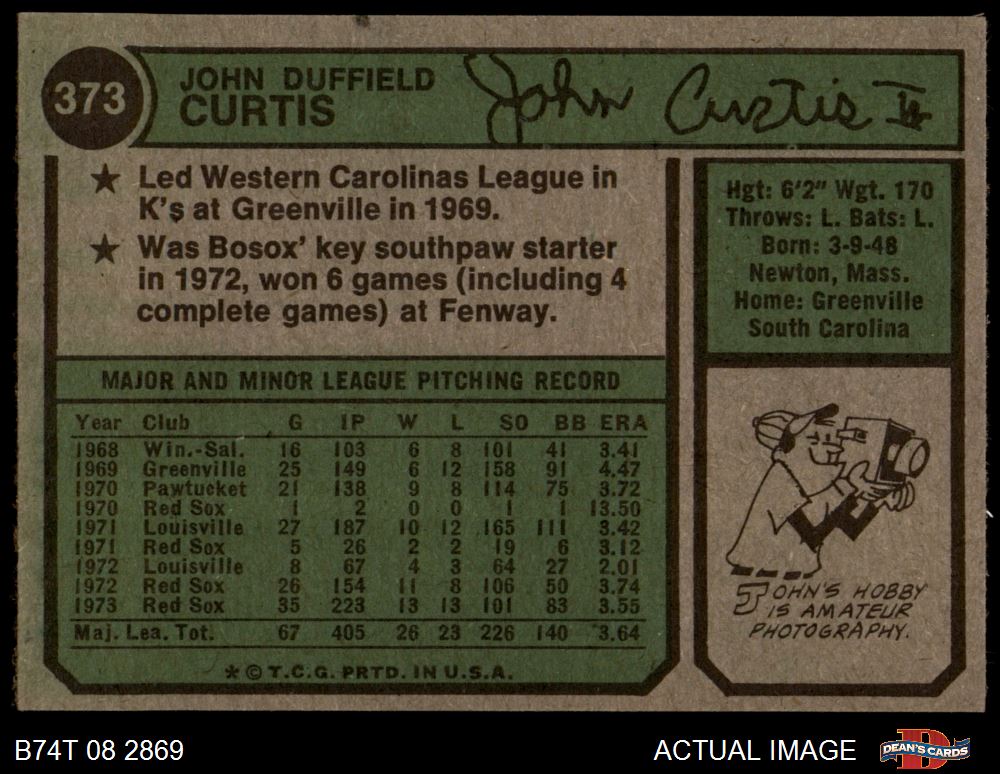 373
JOHN DUFFIELD
CURTIS
John Curtis II
★ Led Western Carolinas League in
K's at Greenville in 1969.
★ Was Bosox' key southpaw starter
in 1972, won 6 games (including 4
complete games) at Fenway.
Hgt: 6'2" Wgt. 170
Throws: L. Bats: L.
Born: 3-9-48
Newton, Mass.
Home: Greenville
South Carolina
MAJOR AND MINOR LEAGUE PITCHING RECORD
Year Club G IP W L SO BB ERA
1968 Win.-Sal. 16 103 6 8 101 41 3.41
1969 Greenville 25 149 6 12 158 91 4.47
1970 Pawtucket 21 138 9 8 114 75 3.72
1970 Red Sox 1 2 0 0 1 1 13.50
1971 Louisville 27 187 10 12 165 111 3.42
1971 Red Sox 5 26 2 2 19 6 3.12
1972 Louisville 8 67 4 3 64 27 2.01
1972 Red Sox 26 154 11 8 106 50 3.74
1973 Red Sox 35 223 13 13 101 83 3.55
Maj. Lea. Tot. 67 405 26 23 226 140 3.64
* © T.C.G. PRTD. IN U.S.A.
JOHN'S HOBBY
IS AMATEUR
PHOTOGRAPHY.
B74T 08 2869
ACTUAL IMAGE
DEAN'S CARDS